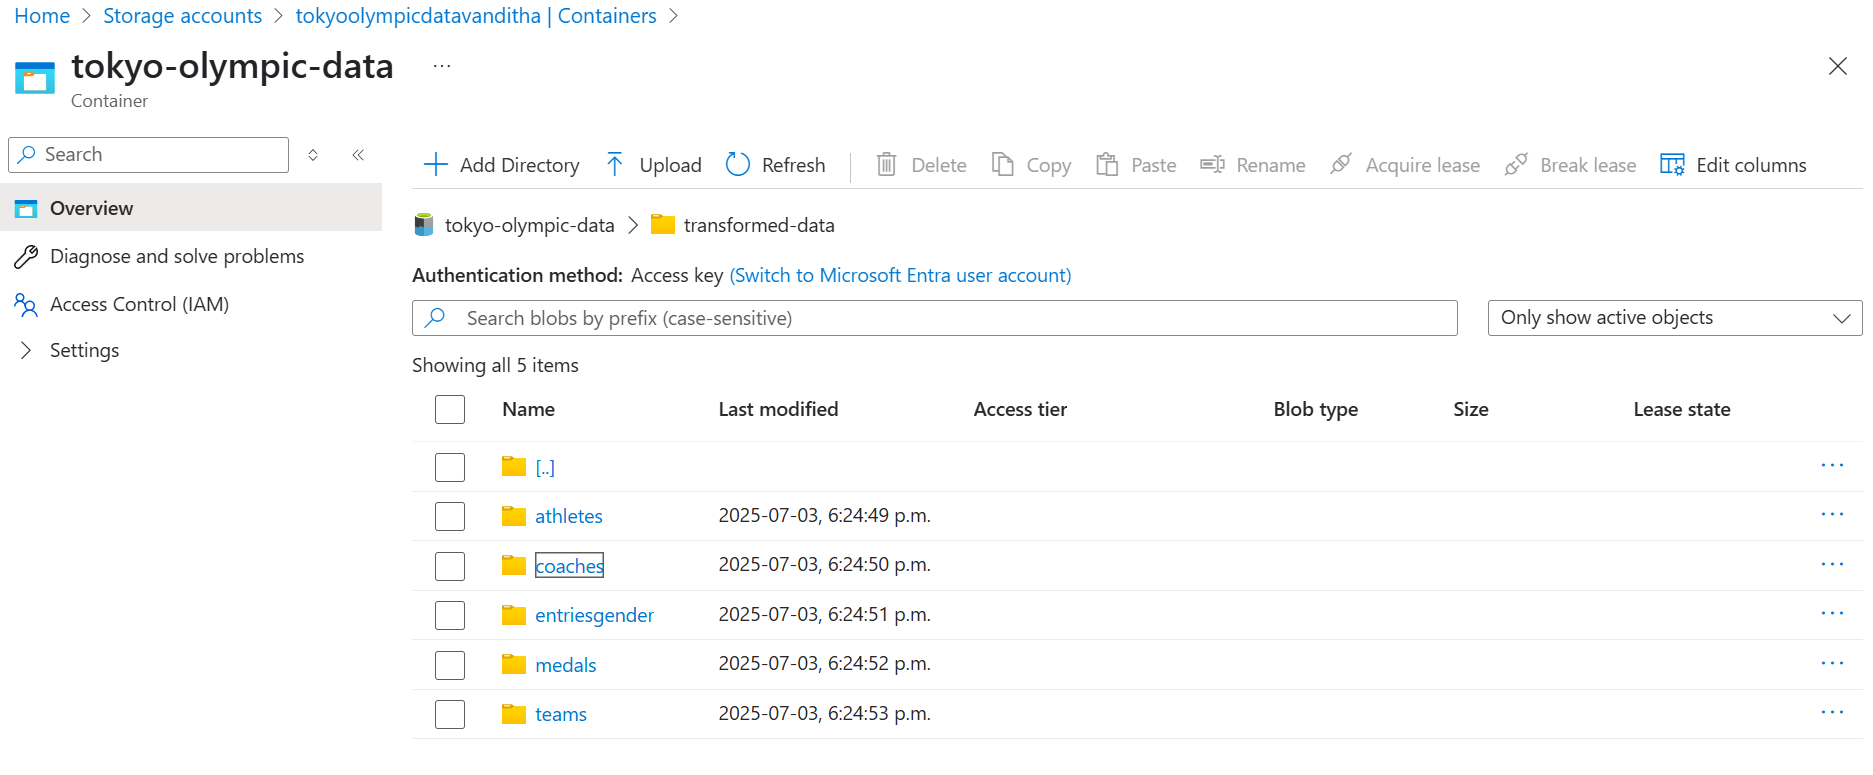 Home > Storage accounts > tokyoolympicdatavanditha | Containers >
tokyo-olympic-data ...
Container
Search
Overview
Diagnose and solve problems
Access Control (IAM)
Settings
Add Directory Upload Refresh Delete Copy Paste Rename Acquire lease Break lease Edit columns
tokyo-olympic-data > transformed-data
Authentication method: Access key (Switch to Microsoft Entra user account)
Search blobs by prefix (case-sensitive) Only show active objects
Showing all 5 items
Name Last modified Access tier Blob type Size Lease state
[..] ...
athletes 2025-07-03, 6:24:49 p.m. ...
coaches 2025-07-03, 6:24:50 p.m. ...
entriesgender 2025-07-03, 6:24:51 p.m. ...
medals 2025-07-03, 6:24:52 p.m. ...
teams 2025-07-03, 6:24:53 p.m. ...